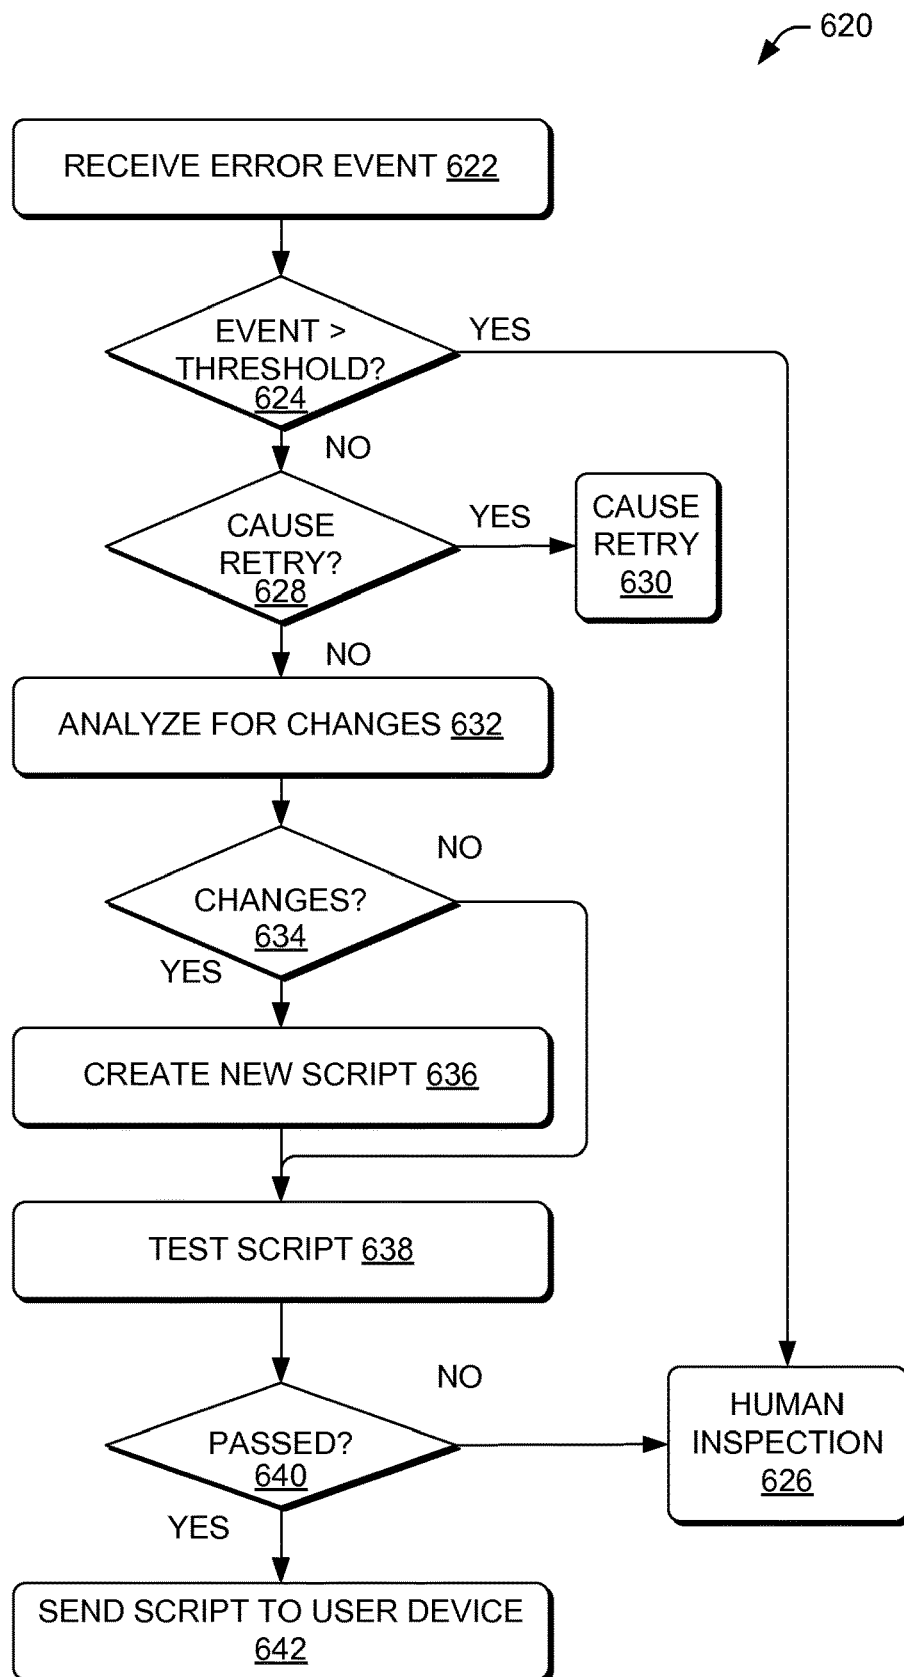 620
RECEIVE ERROR EVENT 622
EVENT >
THRESHOLD?
624
YES
NO
CAUSE
RETRY?
628
YES
CAUSE
RETRY
630
NO
ANALYZE FOR CHANGES 632
NO
CHANGES?
634
YES
CREATE NEW SCRIPT 636
TEST SCRIPT 638
NO
PASSED?
640
HUMAN
INSPECTION
626
YES
SEND SCRIPT TO USER DEVICE
642